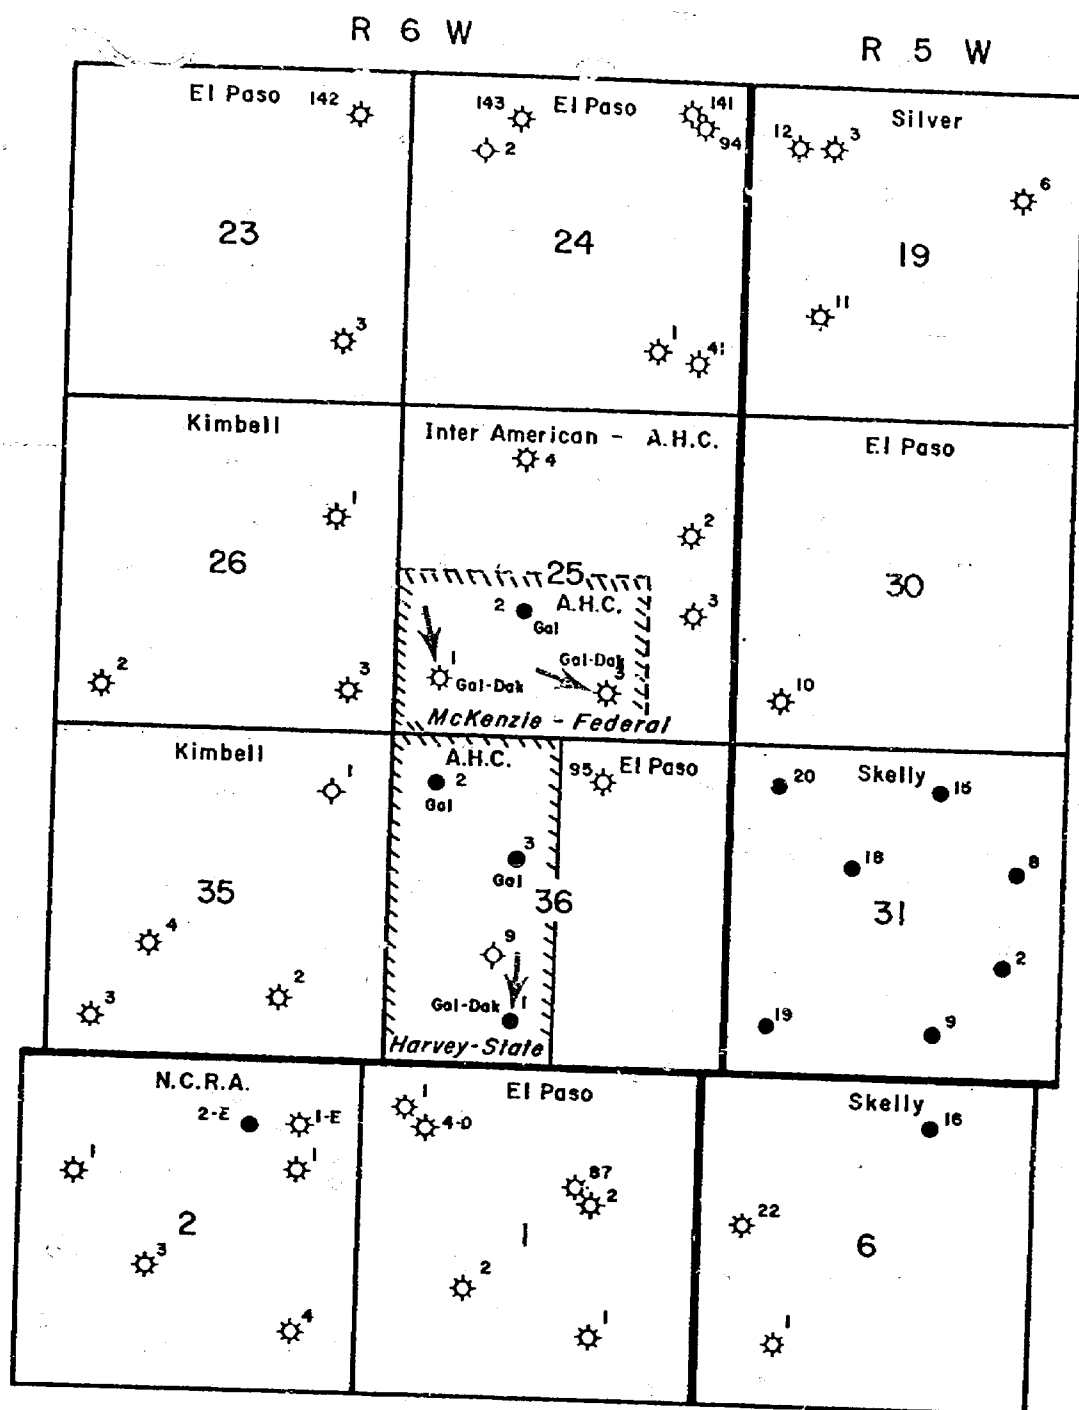 R 6 W
R 5 W
El Paso 142
3
23
143 El Paso 141
2
94
24
1
41
Silver
12 3
6
19
11
Kimbell
1
26
2
3
Inter American - A.H.C.
4
2
25
3
A.H.C.
2
Gal
1
Gal-Dak
Gal-Dak
3
McKenzie - Federal
El Paso
30
10
Kimbell
1
35
4
3
2
A.H.C.
2
Gal
3
Gal
36
9
Gal-Dak 1
Harvey-State
95 El Paso
Skelly
20
15
18
8
31
2
19
9
N.C.R.A.
2-E 1-E
1
1
2
3
4
El Paso
1
4-D
87
2
1
2
1
Skelly
16
22
6
1